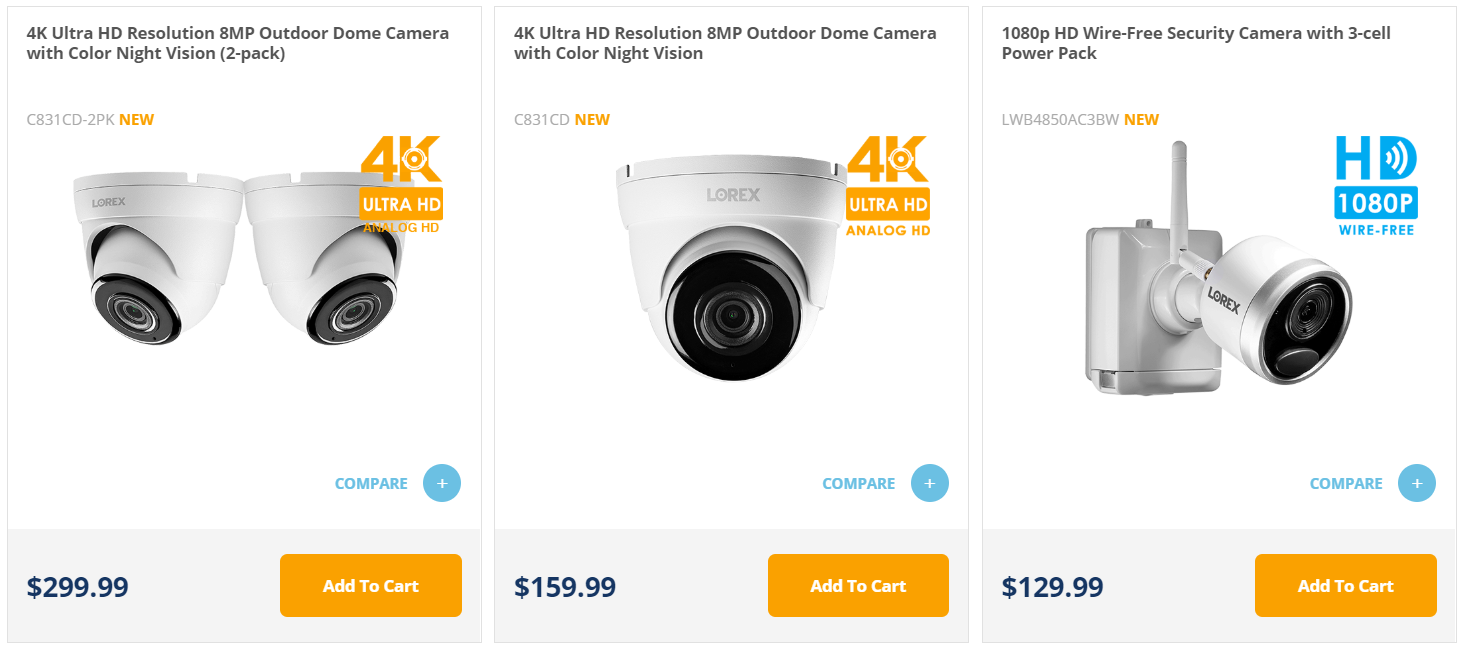 4K Ultra HD Resolution 8MP Outdoor Dome Camera
with Color Night Vision (2-pack)
C831CD-2PK NEW
4K
ULTRA HD
ANALOG HD
LOREX
COMPARE +
$299.99
Add To Cart
4K Ultra HD Resolution 8MP Outdoor Dome Camera
with Color Night Vision
C831CD NEW
4K
ULTRA HD
ANALOG HD
LOREX
COMPARE +
$159.99
Add To Cart
1080p HD Wire-Free Security Camera with 3-cell
Power Pack
LWB4850AC3BW NEW
HD
1080P
WIRE-FREE
LOREX
COMPARE +
$129.99
Add To Cart